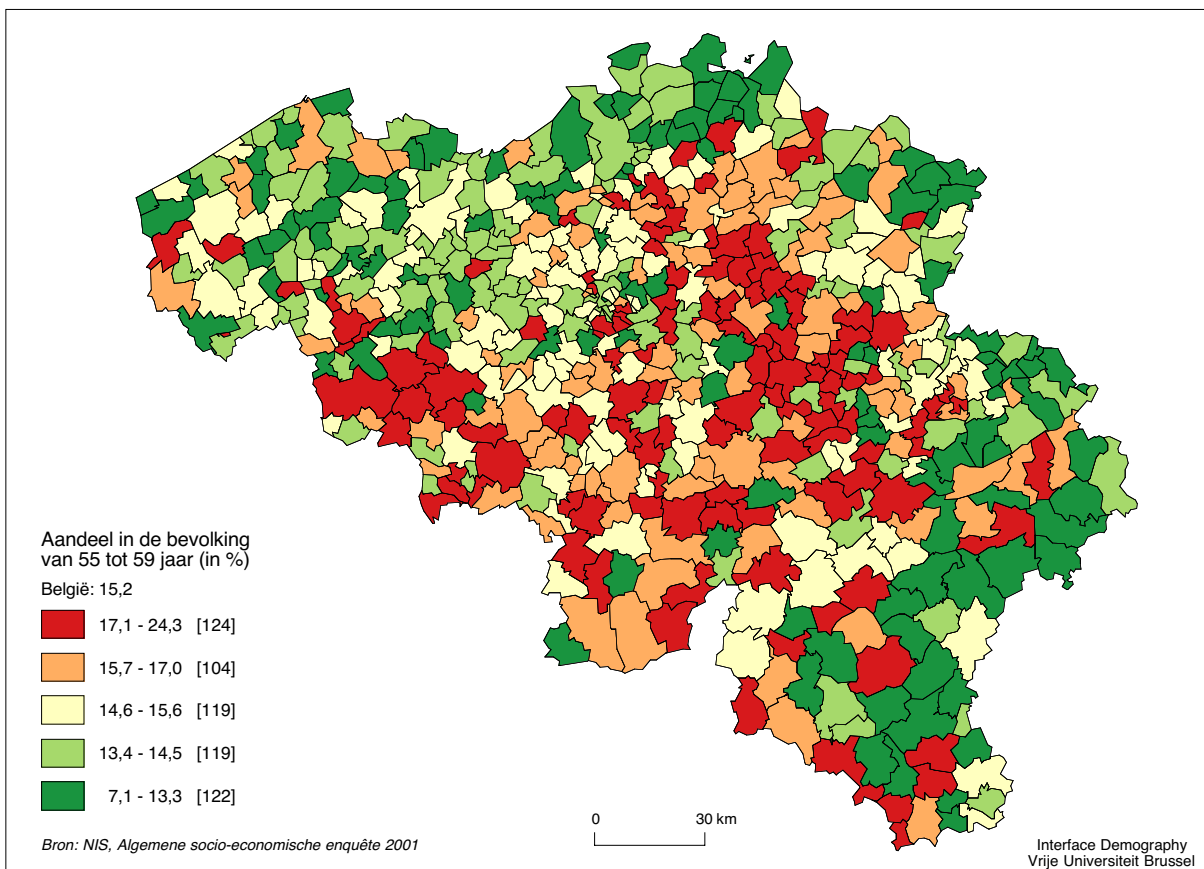 Aandeel in de bevolking
van 55 tot 59 jaar (in %)
België: 15,2
17,1 - 24,3 [124]
15,7 - 17,0 [104]
14,6 - 15,6 [119]
13,4 - 14,5 [119]
7,1 - 13,3 [122]
Bron: NIS, Algemene socio-economische enquête 2001
0 30 km
Interface Demography
Vrije Universiteit Brussel